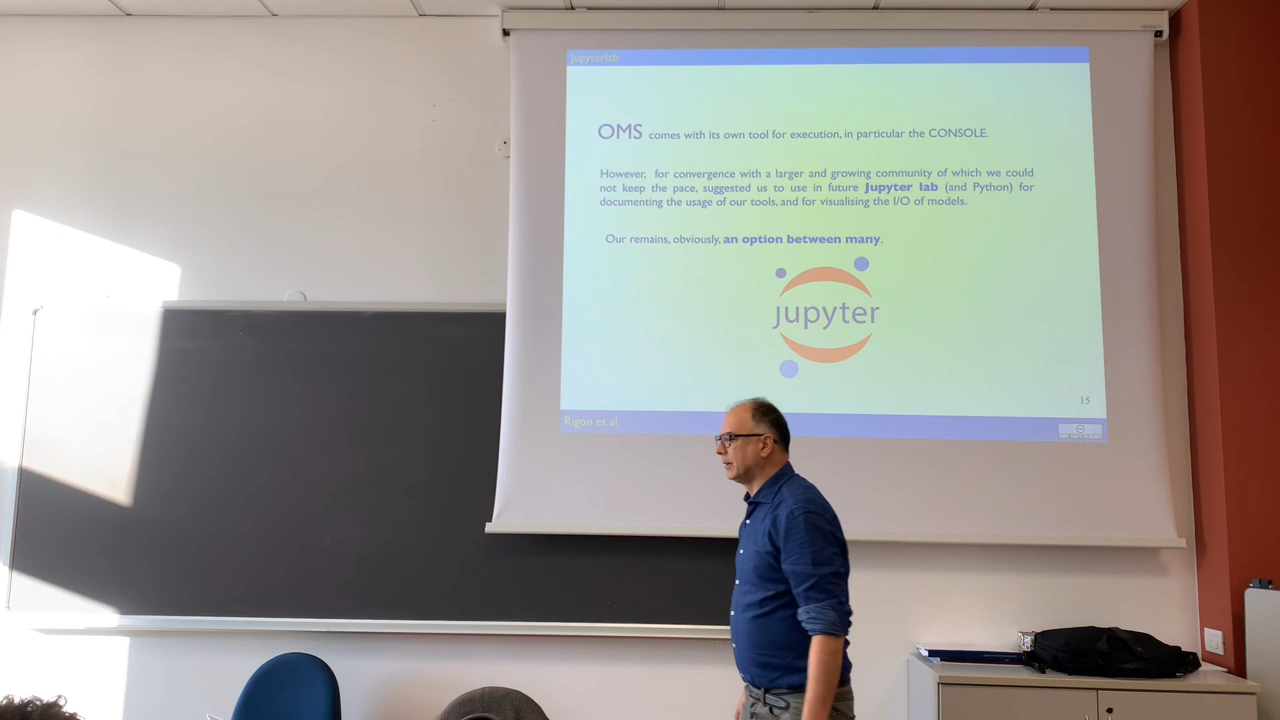 Jupyterlab
OMS comes with its own tool for execution, in particular the CONSOLE.
However, for convergence with a larger and growing community of which we could
not keep the pace, suggested us to use in future Jupyter lab (and Python) for
documenting the usage of our tools, and for visualising the I/O of models.
Our remains, obviously, an option between many.
jupyter
15
Rigon et al.